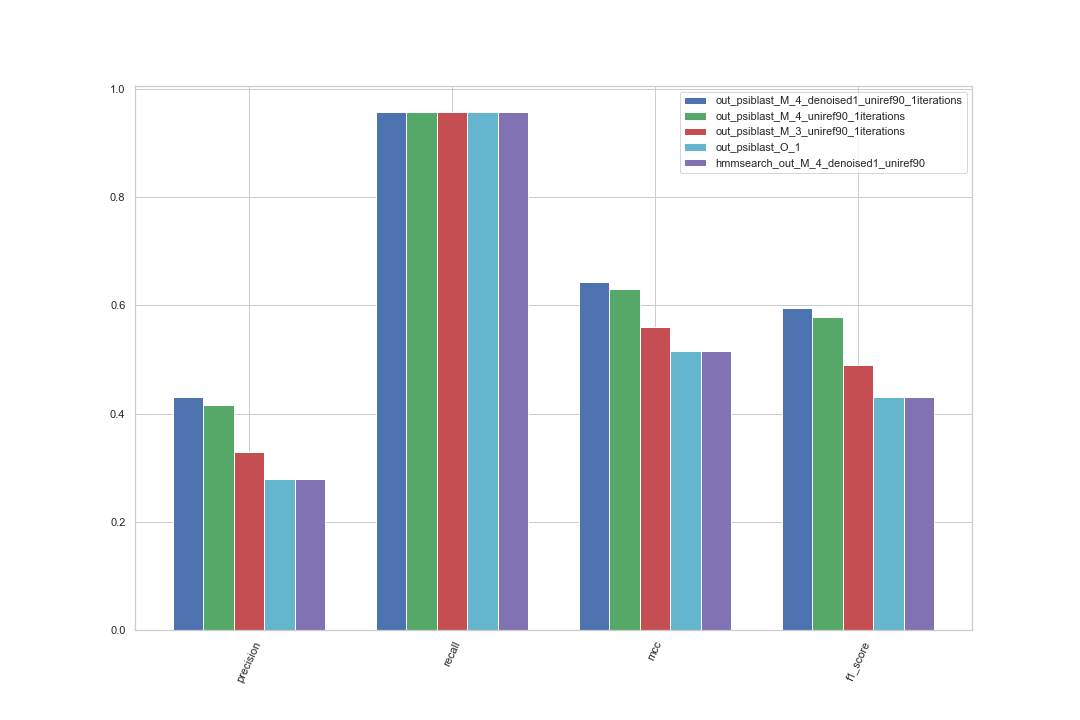 1.0
0.8
0.6
0.4
0.2
0.0
out_psiblast_M_4_denoised1_uniref90_1iterations
out_psiblast_M_4_uniref90_1iterations
out_psiblast_M_3_uniref90_1iterations
out_psiblast_O_1
hmmsearch_out_M_4_denoised1_uniref90
precision
recall
mcc
f1_score